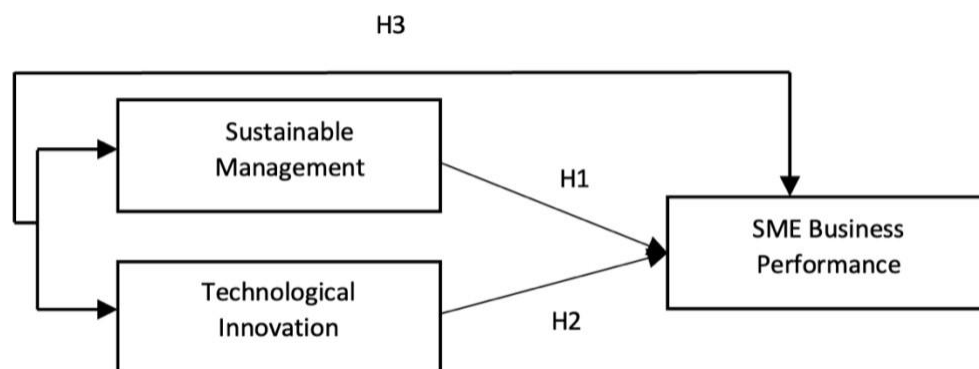 H3
Sustainable
Management
H1
SME Business
Performance
Technological
Innovation
H2